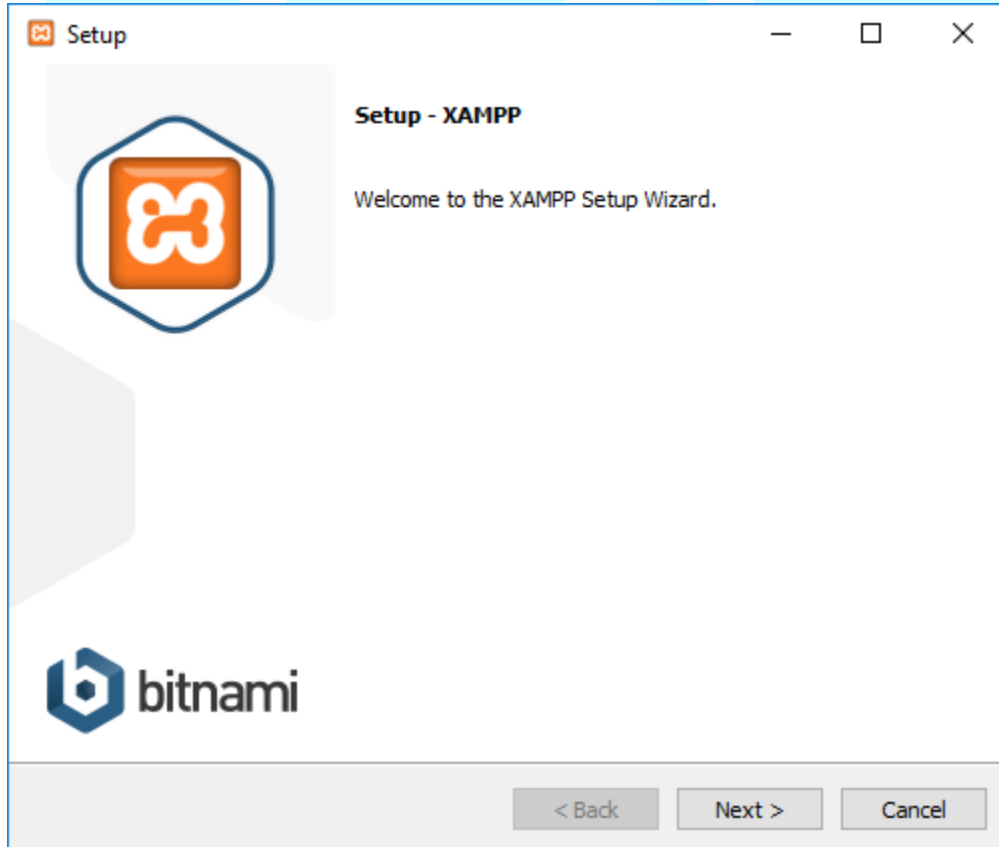 Setup
Setup - XAMPP
Welcome to the XAMPP Setup Wizard.
bitnami
< Back Next > Cancel